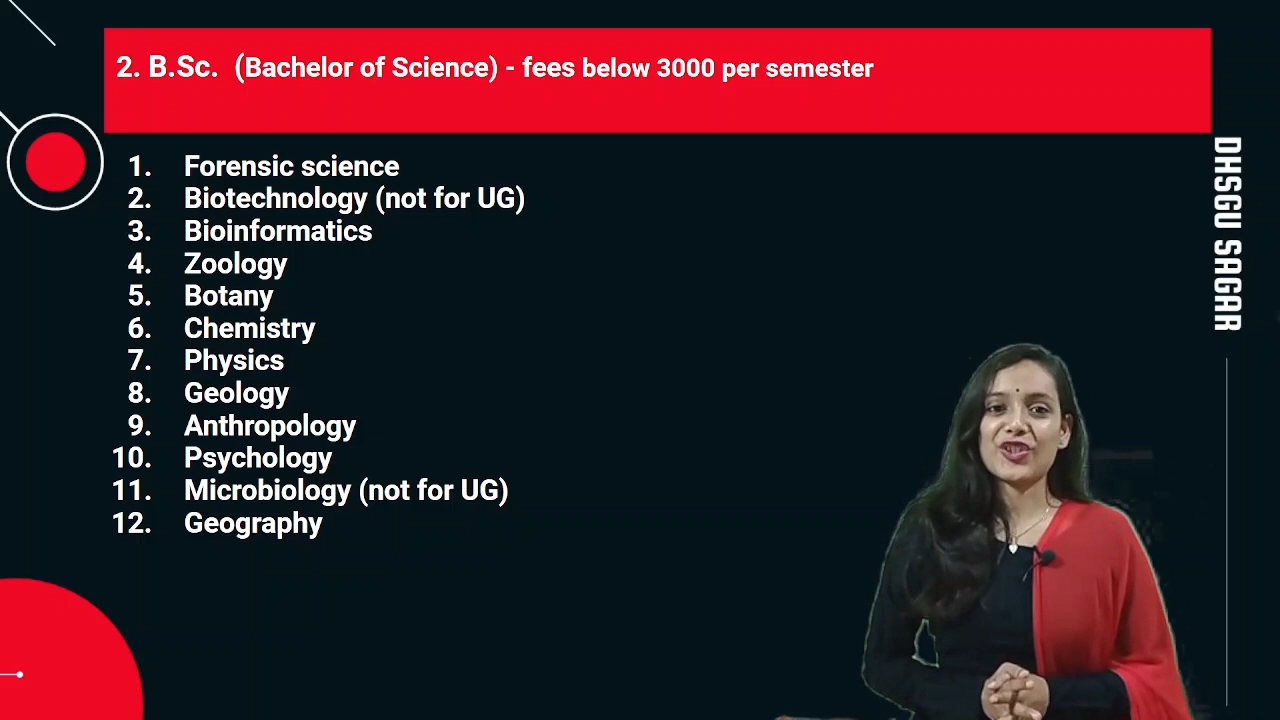 2. B.Sc. (Bachelor of Science) - fees below 3000 per semester
1. Forensic science
2. Biotechnology (not for UG)
3. Bioinformatics
4. Zoology
5. Botany
6. Chemistry
7. Physics
8. Geology
9. Anthropology
10. Psychology
11. Microbiology (not for UG)
12. Geography
DHSGU SAGAR